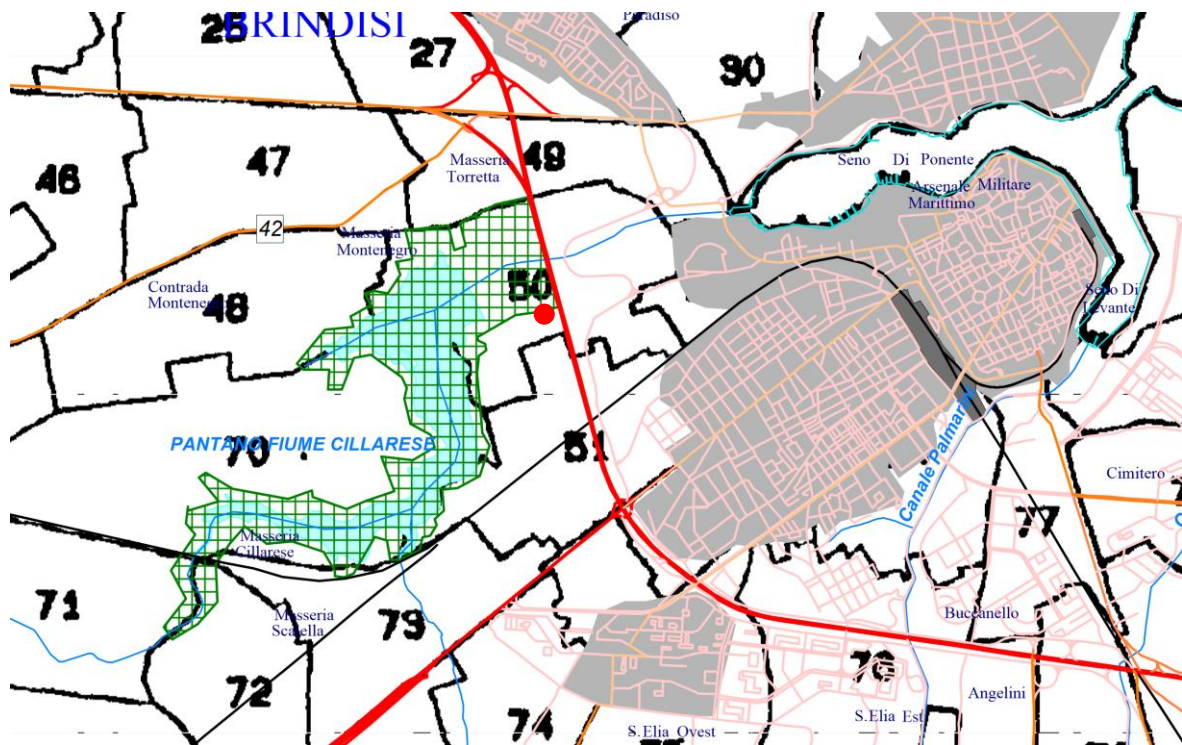 Paradiso
BRINDISI
27
30
47
49
46
Masseria
Torretta
Seno Di Ponente
Arsenale Militare
Marittimo
42
Masseria
Montenegro
Contrada
Montenegro
48
50
Seno Di
Levante
PANTANO FIUME CILLARESE
70
51
Canale Palmarini
Cimitero
77
Masseria
Cillarese
71
Masseria
Scalella
79
Buccanello
72
76
Angelini
74
S.Elia Ovest
S.Elia Est